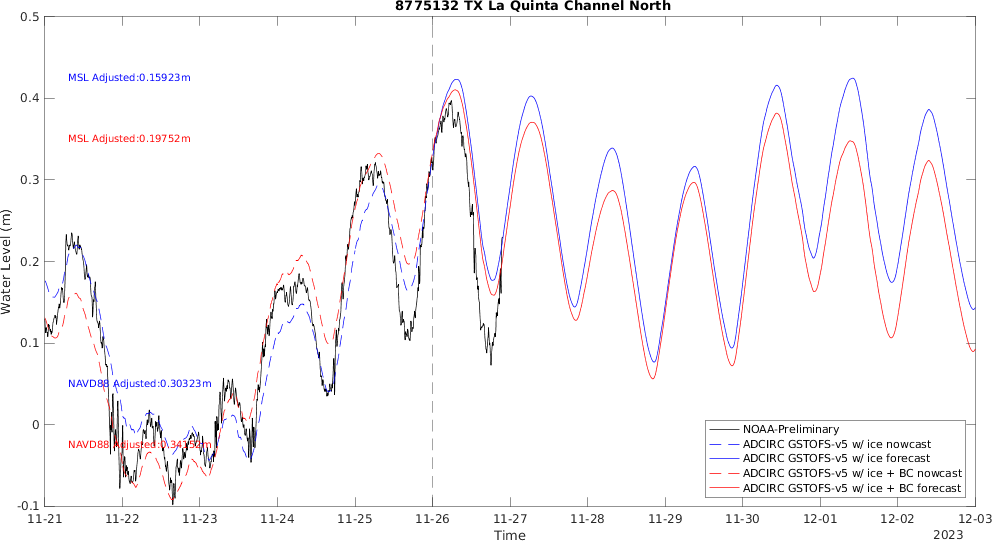 8775132 TX La Quinta Channel North
0.5
0.4
0.3
0.2
0.1
0
-0.1
Water Level (m)
MSL Adjusted:0.15923m
MSL Adjusted:0.19752m
NAVD88 Adjusted:0.30323m
NAVD88 Adjusted:0.34152m
NOAA-Preliminary
ADCIRC GSTOFS-v5 w/ ice nowcast
ADCIRC GSTOFS-v5 w/ ice forecast
ADCIRC GSTOFS-v5 w/ ice + BC nowcast
ADCIRC GSTOFS-v5 w/ ice + BC forecast
11-21 11-22 11-23 11-24 11-25 11-26 11-27 11-28 11-29 11-30 12-01 12-02 12-03
Time
2023